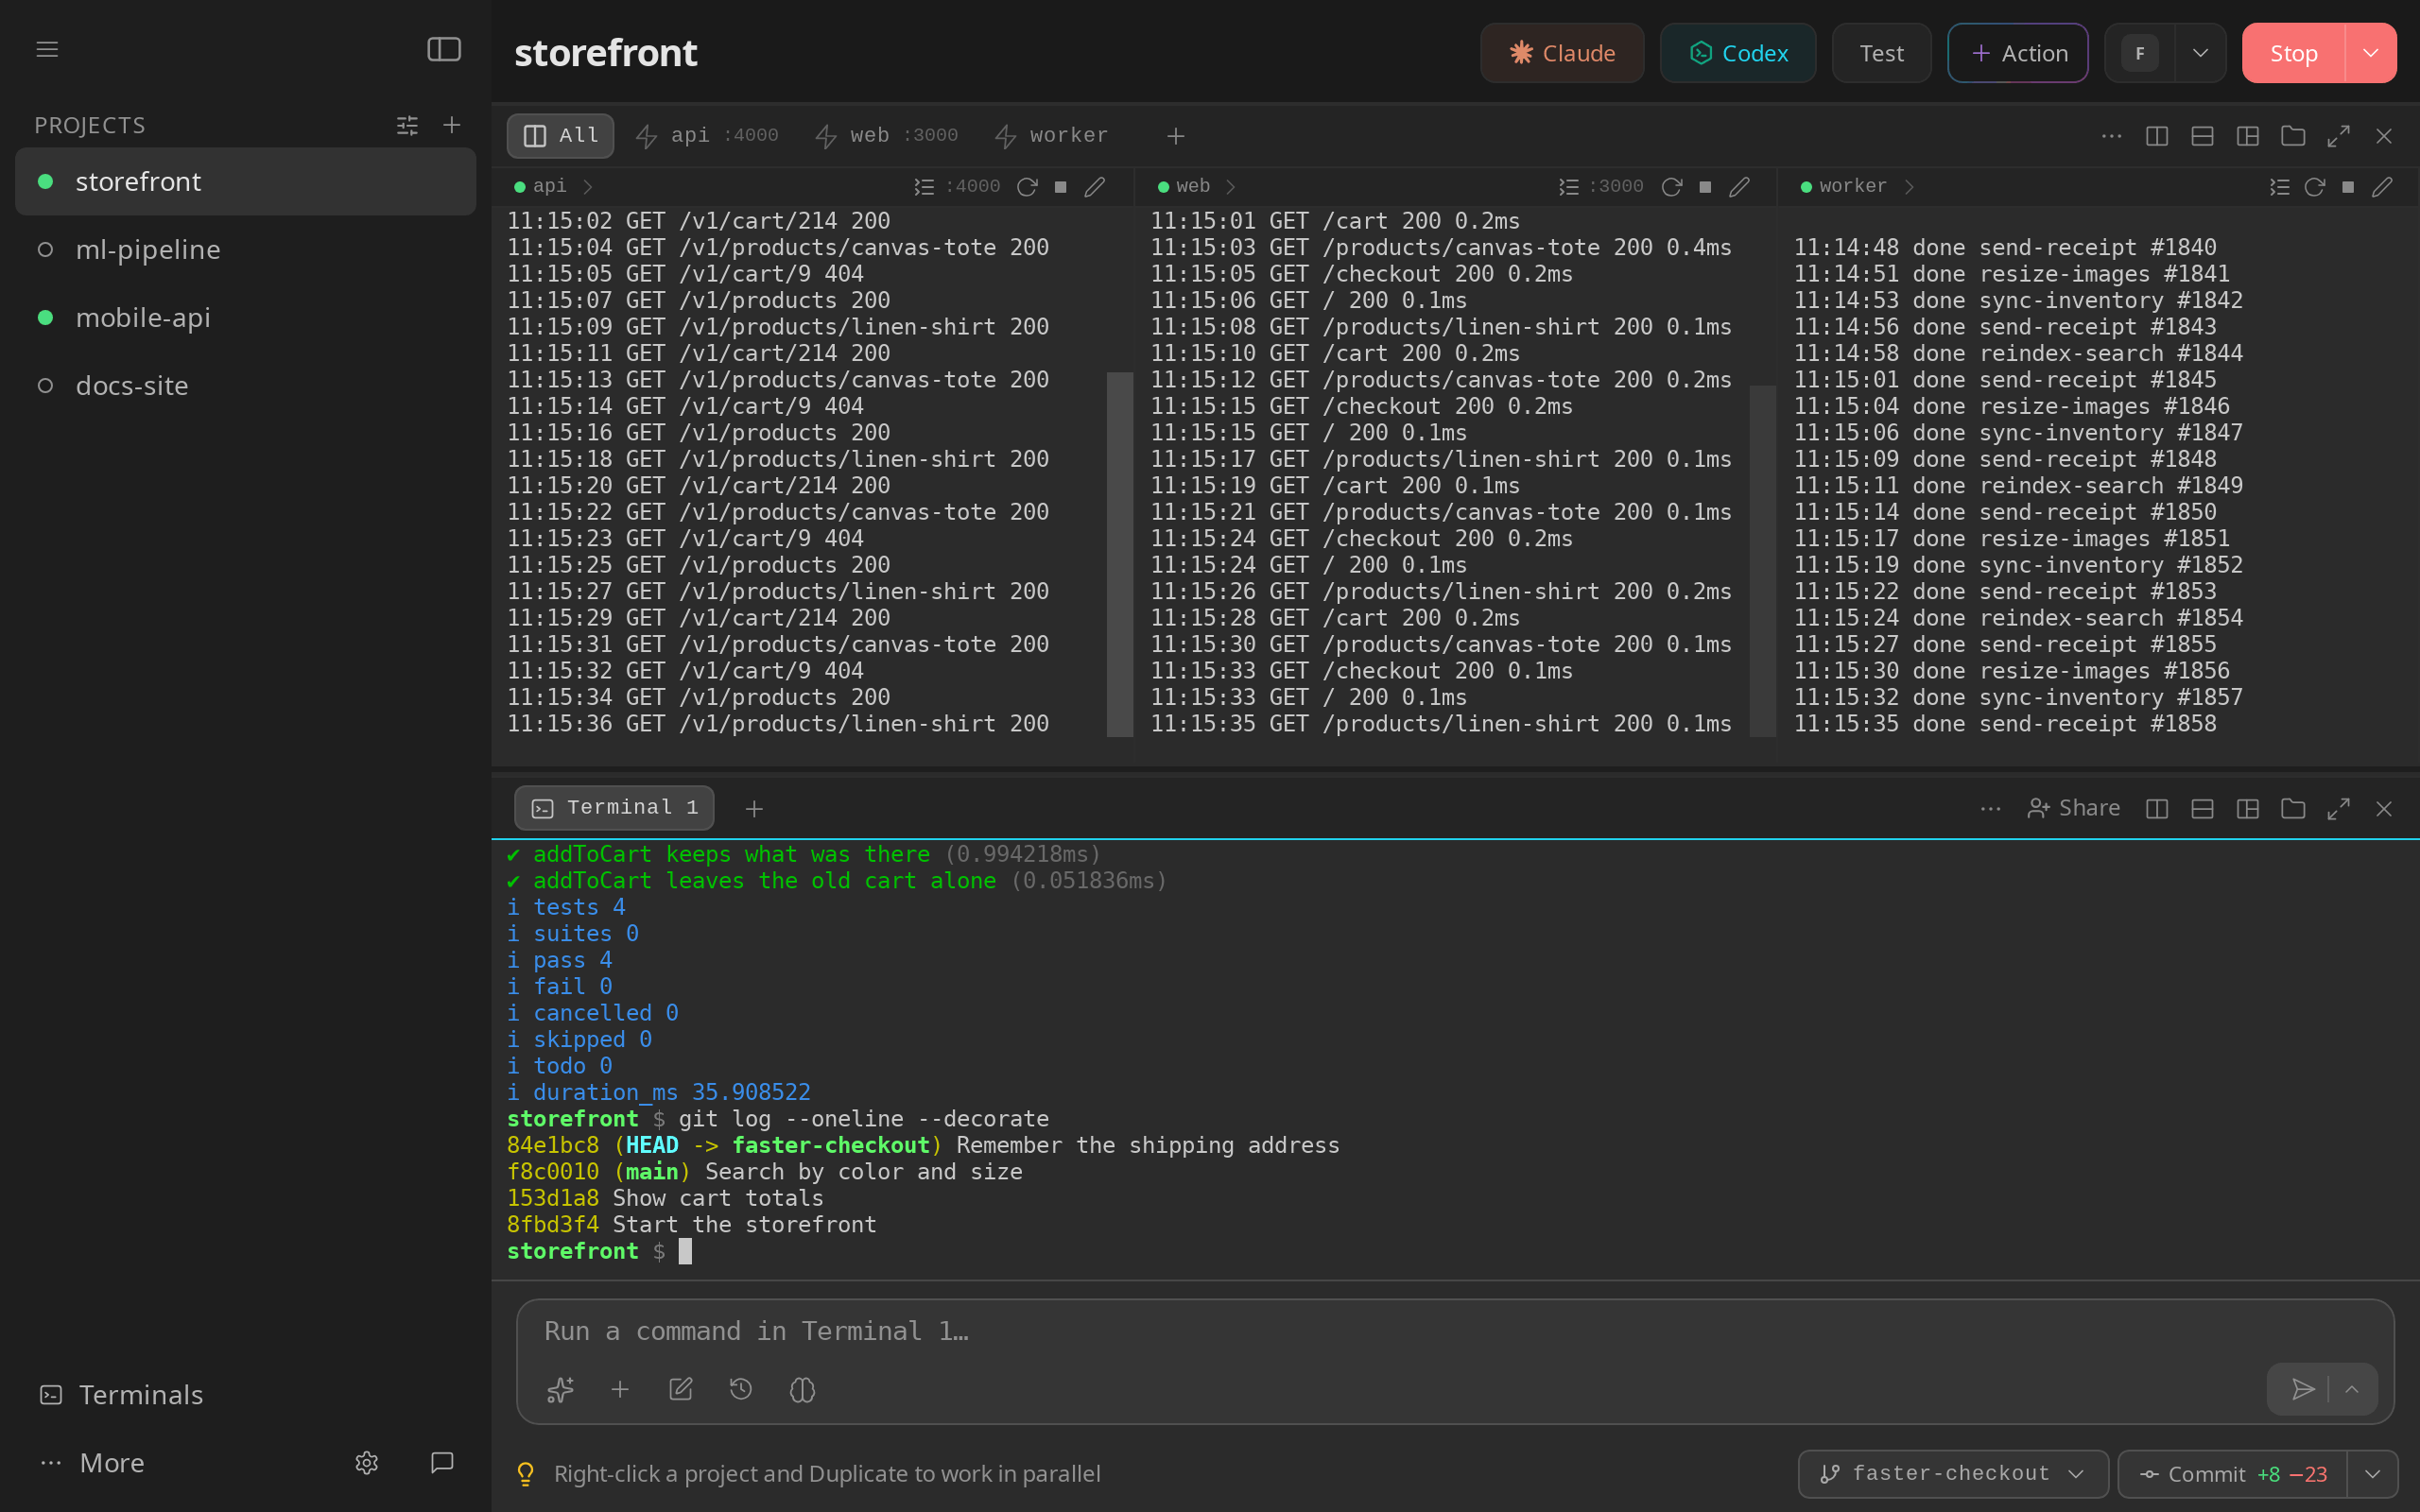 storefront
Claude
Codex
Test
Action
F
Stop
PROJECTS
storefront
ml-pipeline
mobile-api
docs-site
Terminals
More
All
api :4000
web :3000
worker
api
:4000
11:15:02 GET /v1/cart/214 200
11:15:04 GET /v1/products/canvas-tote 200
11:15:05 GET /v1/cart/9 404
11:15:07 GET /v1/products 200
11:15:09 GET /v1/products/linen-shirt 200
11:15:11 GET /v1/cart/214 200
11:15:13 GET /v1/products/canvas-tote 200
11:15:14 GET /v1/cart/9 404
11:15:16 GET /v1/products 200
11:15:18 GET /v1/products/linen-shirt 200
11:15:20 GET /v1/cart/214 200
11:15:22 GET /v1/products/canvas-tote 200
11:15:23 GET /v1/cart/9 404
11:15:25 GET /v1/products 200
11:15:27 GET /v1/products/linen-shirt 200
11:15:29 GET /v1/cart/214 200
11:15:31 GET /v1/products/canvas-tote 200
11:15:32 GET /v1/cart/9 404
11:15:34 GET /v1/products 200
11:15:36 GET /v1/products/linen-shirt 200
web
:3000
11:15:01 GET /cart 200 0.2ms
11:15:03 GET /products/canvas-tote 200 0.4ms
11:15:05 GET /checkout 200 0.2ms
11:15:06 GET / 200 0.1ms
11:15:08 GET /products/linen-shirt 200 0.1ms
11:15:10 GET /cart 200 0.2ms
11:15:12 GET /products/canvas-tote 200 0.2ms
11:15:15 GET /checkout 200 0.2ms
11:15:15 GET / 200 0.1ms
11:15:17 GET /products/linen-shirt 200 0.1ms
11:15:19 GET /cart 200 0.1ms
11:15:21 GET /products/canvas-tote 200 0.1ms
11:15:24 GET /checkout 200 0.2ms
11:15:24 GET / 200 0.1ms
11:15:26 GET /products/linen-shirt 200 0.2ms
11:15:28 GET /cart 200 0.2ms
11:15:30 GET /products/canvas-tote 200 0.1ms
11:15:33 GET /checkout 200 0.1ms
11:15:33 GET / 200 0.1ms
11:15:35 GET /products/linen-shirt 200 0.1ms
worker
11:14:48 done send-receipt #1840
11:14:51 done resize-images #1841
11:14:53 done sync-inventory #1842
11:14:56 done send-receipt #1843
11:14:58 done reindex-search #1844
11:15:01 done send-receipt #1845
11:15:04 done resize-images #1846
11:15:06 done sync-inventory #1847
11:15:09 done send-receipt #1848
11:15:11 done reindex-search #1849
11:15:14 done send-receipt #1850
11:15:17 done resize-images #1851
11:15:19 done sync-inventory #1852
11:15:22 done send-receipt #1853
11:15:24 done reindex-search #1854
11:15:27 done send-receipt #1855
11:15:30 done resize-images #1856
11:15:32 done sync-inventory #1857
11:15:35 done send-receipt #1858
Terminal 1
Share
✔ addToCart keeps what was there (0.994218ms)
✔ addToCart leaves the old cart alone (0.051836ms)
i tests 4
i suites 0
i pass 4
i fail 0
i cancelled 0
i skipped 0
i todo 0
i duration_ms 35.908522
storefront $ git log --oneline --decorate
84e1bc8 (HEAD -> faster-checkout) Remember the shipping address
f8c0010 (main) Search by color and size
153d1a8 Show cart totals
8fbd3f4 Start the storefront
storefront $
Run a command in Terminal 1…
Right-click a project and Duplicate to work in parallel
faster-checkout
Commit +8 −23